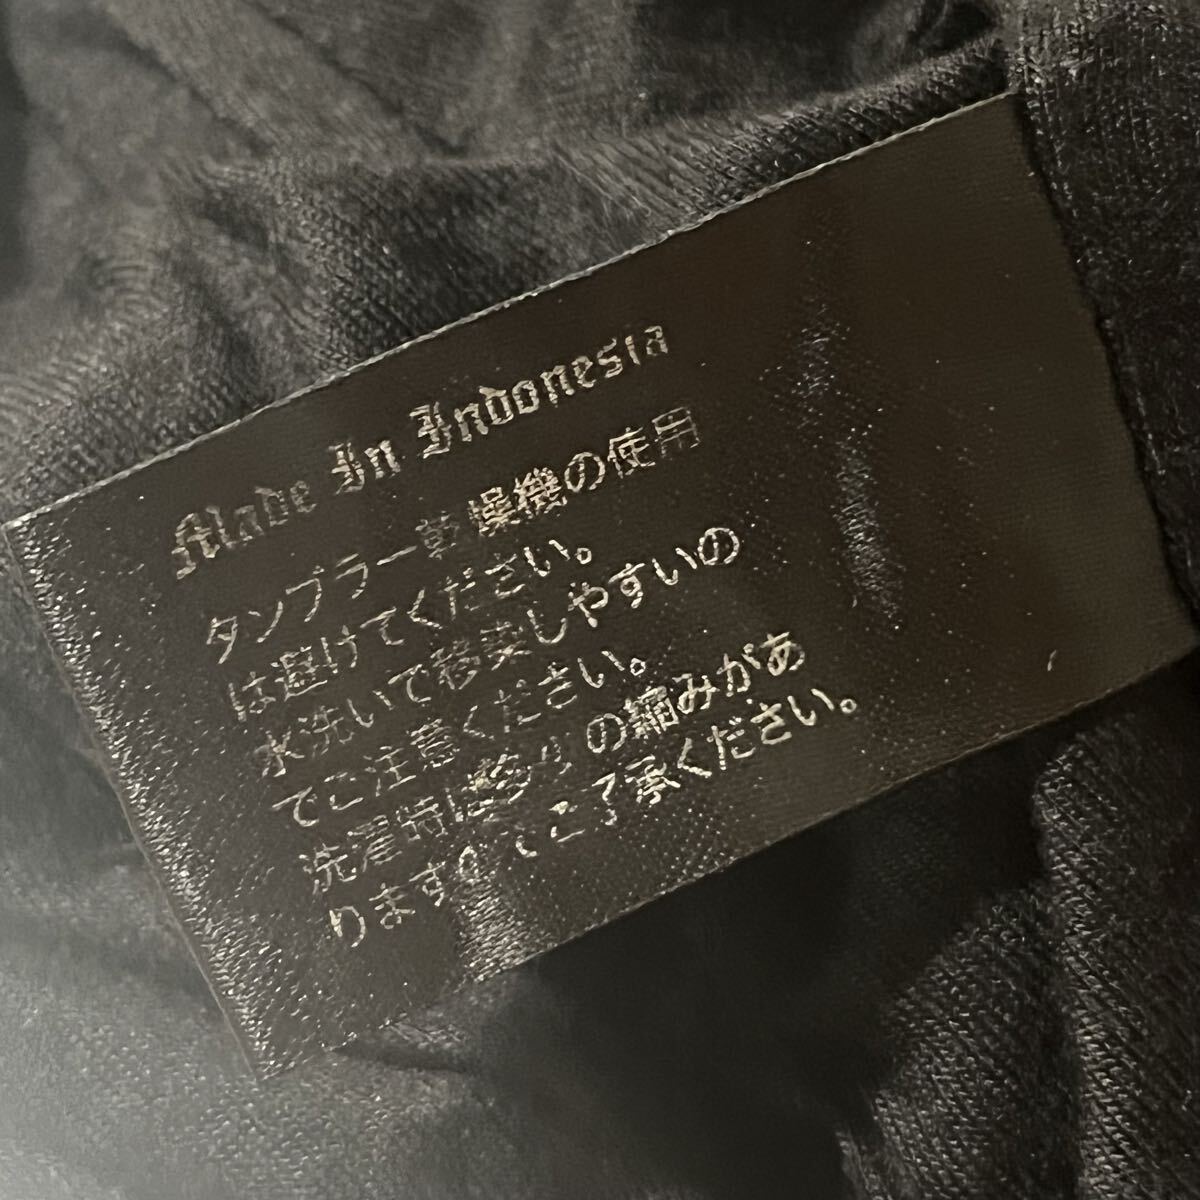 Made In Indonesia
タンブラー乾燥機の使用
は避けてください。
水洗いで移染しやすいの
でご注意ください。
洗濯時は多少の縮みがあ
りますのでご了承ください。